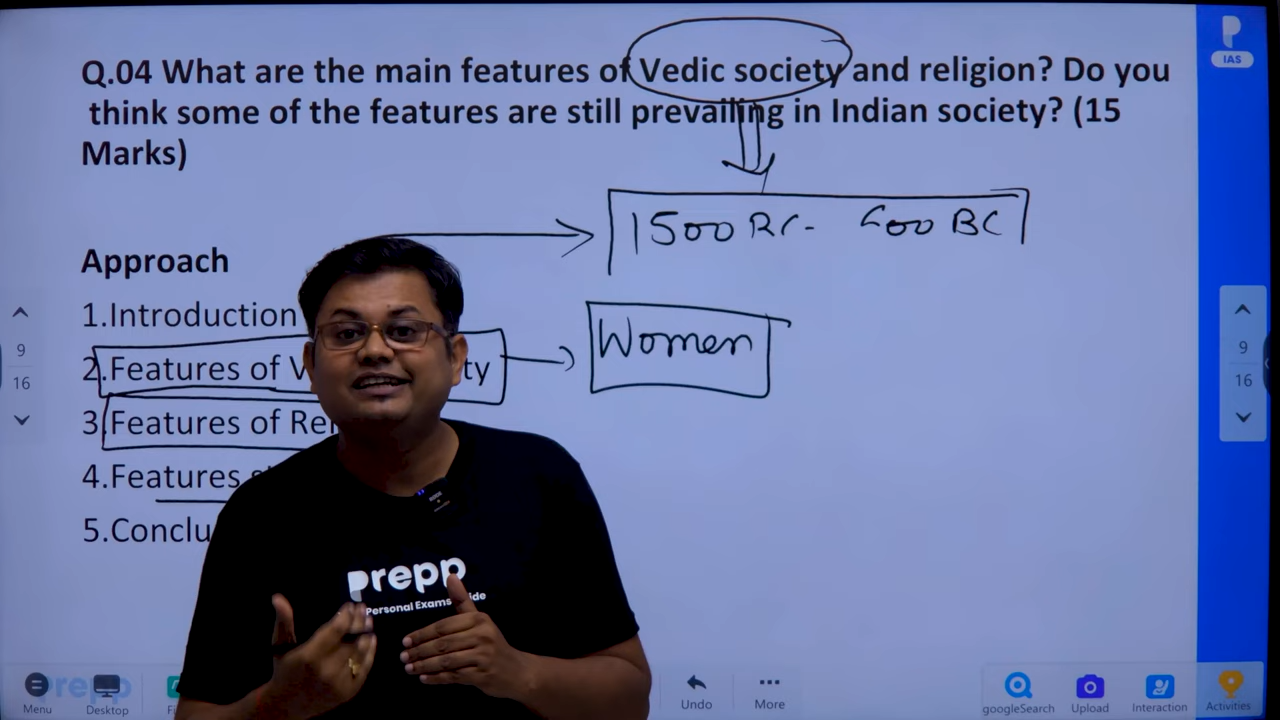 Q.04 What are the main features of Vedic society and religion? Do you
think some of the features are still prevailing in Indian society? (15
Marks)
1500 BC - 600 BC
Approach
1.Introduction
Women
2.Features of V
ty
3.Features of Rel
4.Features
5.Conclu
9
16
9
16
IAS
Prepp
Personal Exams
Menu
Desktop
Undo
More
googleSearch
Upload
Interaction
Activities